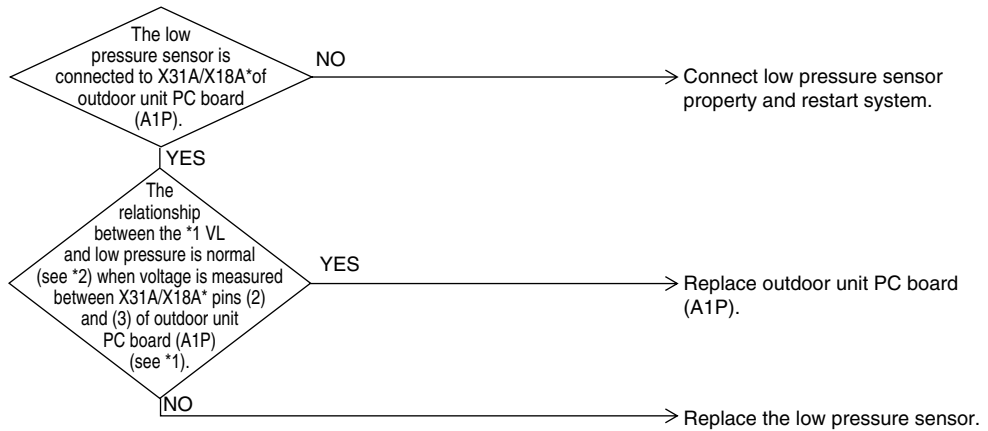 The low
pressure sensor is
connected to X31A/X18A*of
outdoor unit PC board
(A1P).
NO
Connect low pressure sensor
property and restart system.
YES
The
relationship
between the *1 VL
and low pressure is normal
(see *2) when voltage is measured
between X31A/X18A* pins (2)
and (3) of outdoor unit
PC board (A1P)
(see *1).
YES
Replace outdoor unit PC board
(A1P).
NO
Replace the low pressure sensor.